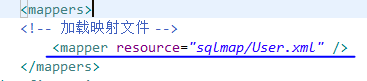 <mappers>
<!-- 加载映射文件 -->
<mapper resource="sqlmap/User.xml" />
</mappers>